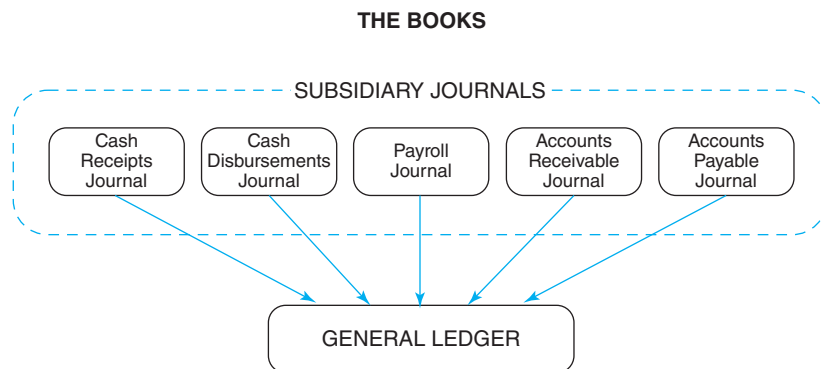 THE BOOKS
SUBSIDIARY JOURNALS
Cash
Receipts
Journal
Cash
Disbursements
Journal
Payroll
Journal
Accounts
Receivable
Journal
Accounts
Payable
Journal
GENERAL LEDGER